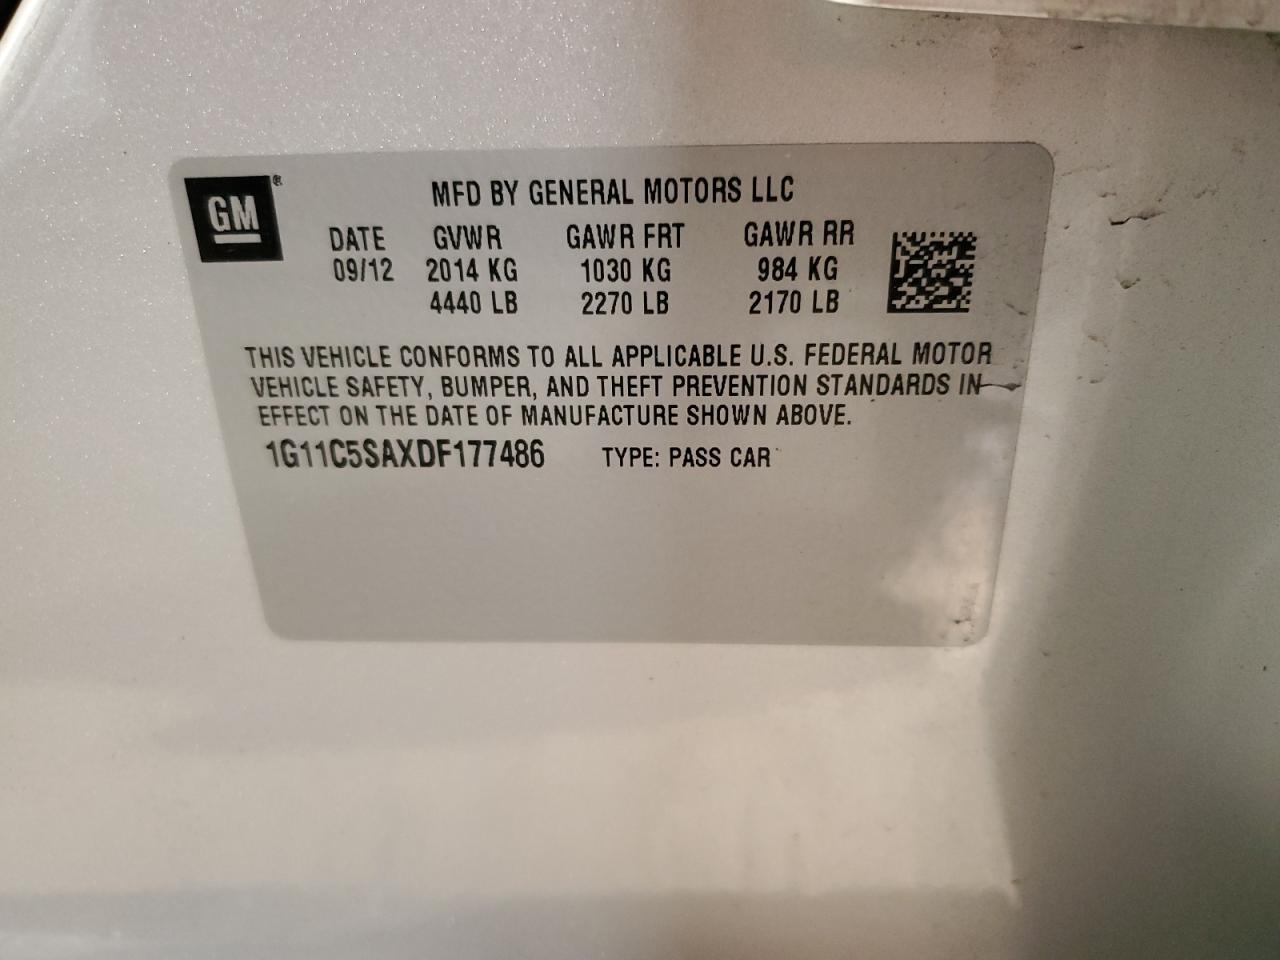 GM®
MFD BY GENERAL MOTORS LLC
DATE GVWR GAWR FRT GAWR RR
09/12 2014 KG 1030 KG 984 KG
4440 LB 2270 LB 2170 LB
THIS VEHICLE CONFORMS TO ALL APPLICABLE U.S. FEDERAL MOTOR
VEHICLE SAFETY, BUMPER, AND THEFT PREVENTION STANDARDS IN
EFFECT ON THE DATE OF MANUFACTURE SHOWN ABOVE.
1G11C5SAXDF177486 TYPE: PASS CAR